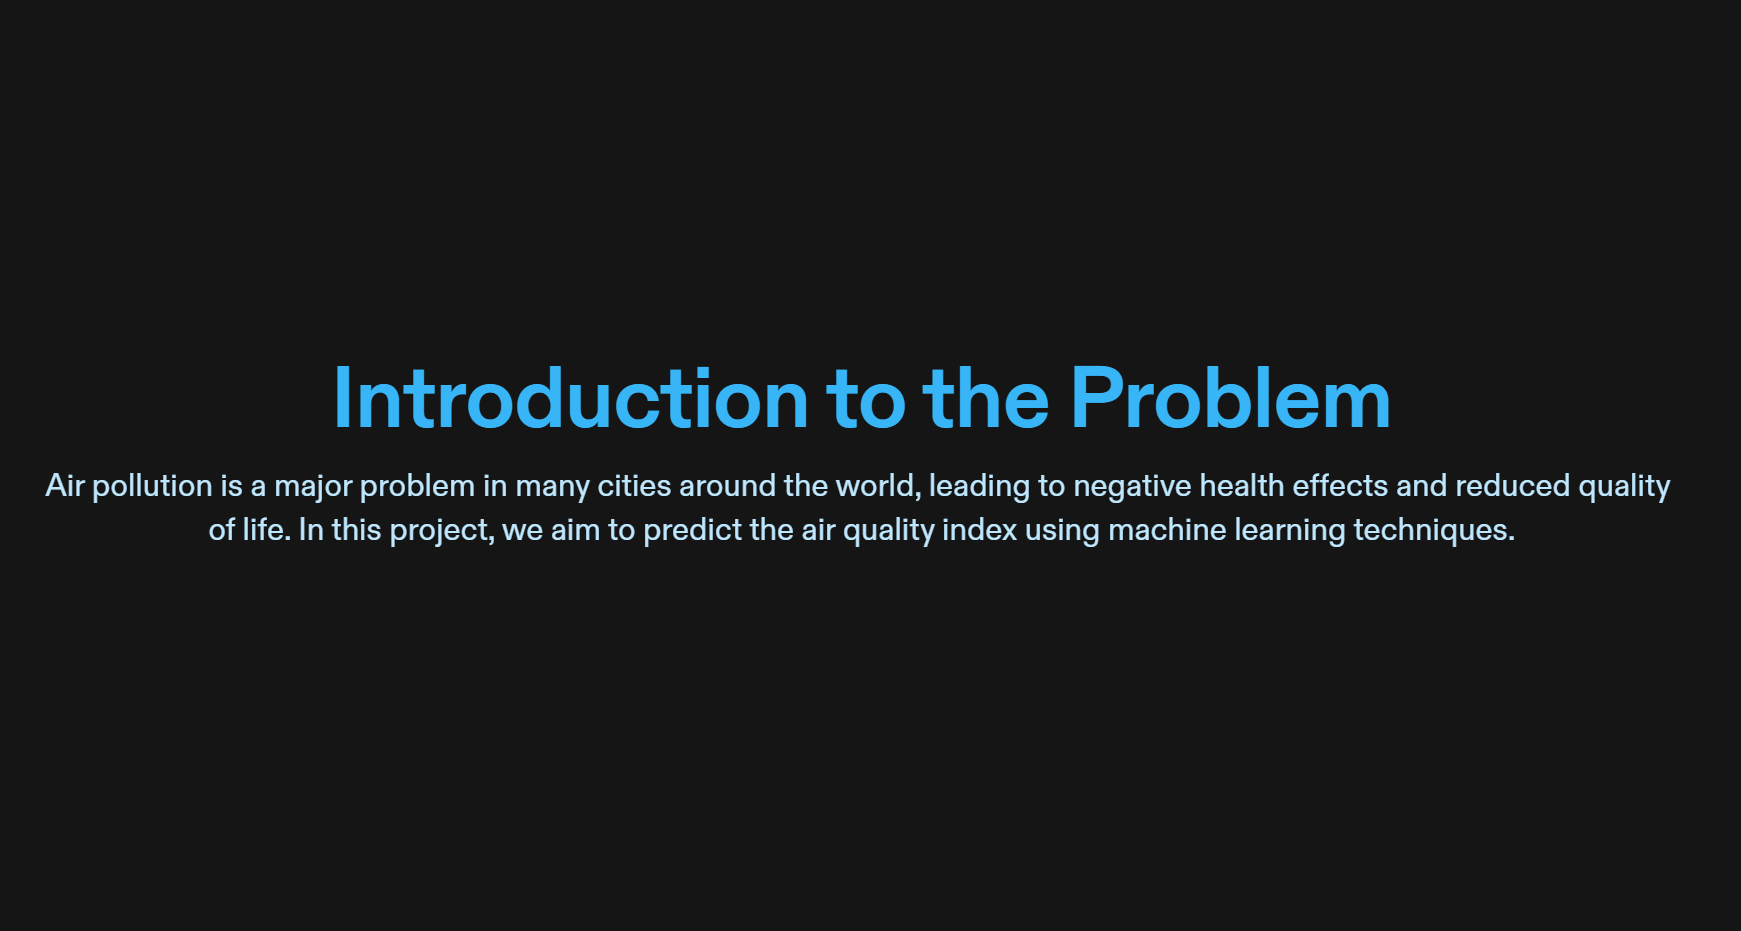 Introduction to the Problem
Air pollution is a major problem in many cities around the world, leading to negative health effects and reduced quality
of life. In this project, we aim to predict the air quality index using machine learning techniques.